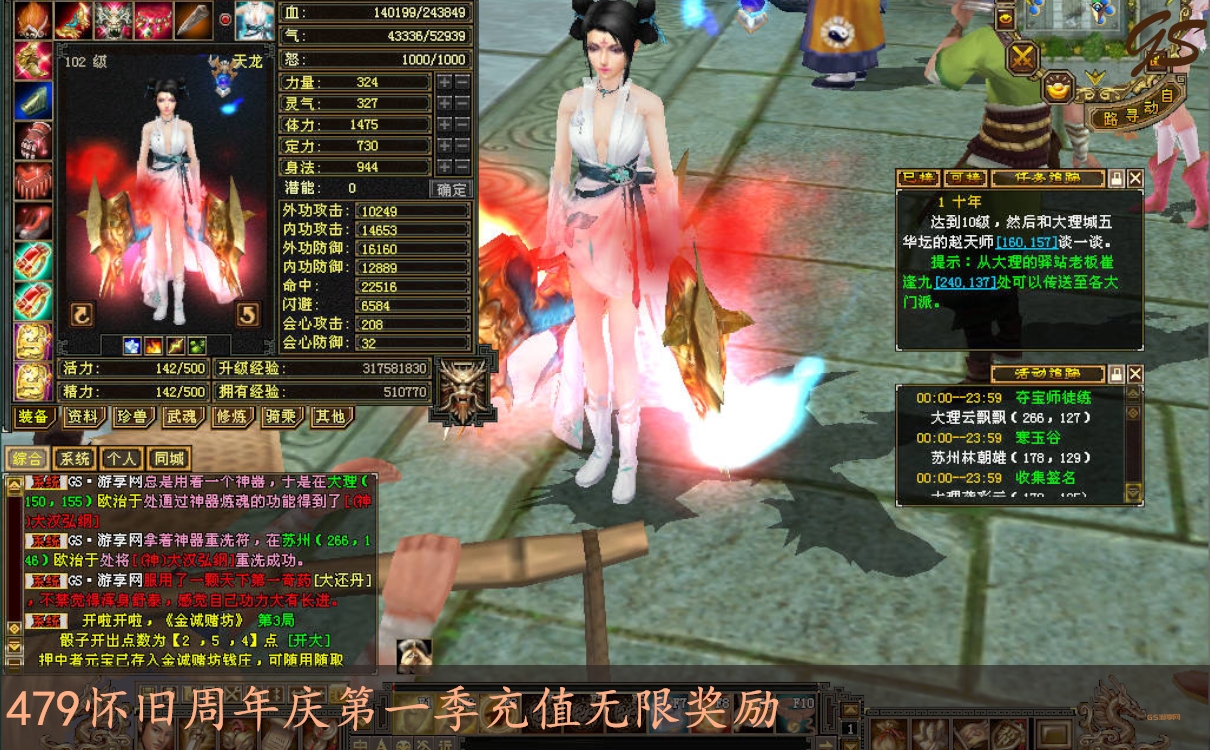 102 级
天龙
血: 140199/243849
气: 43336/52939
怒: 1000/1000
力量: 324
灵气: 327
体力: 1475
定力: 730
身法: 944
潜能: 0 确定
外功攻击: 10249
内功攻击: 14653
外功防御: 16160
内功防御: 12889
命中: 22516
闪避: 6584
会心攻击: 208
会心防御: 32
活力: 142/500 升级经验: 317581830
精力: 142/500 拥有经验: 510770
装备 资料 珍兽 武魂 修炼 骑乘 其他
综合 系统 个人 同城
系统 GS·游享网总是用着一个神器，于是在大理（
150，155）欧冶于处通过神器炼魂的功能得到了[(神
)大汉弘纲]
系统 GS·游享网拿着神器重洗符，在苏州（266，1
46）欧冶于处将[(神)大汉弘纲]重洗成功。
系统 GS·游享网服用了一颗天下第一奇药[大还丹]
，不禁觉得浑身舒泰，感觉自己功力大有长进。
系统 开啦开啦，《金诚赌坊》 第3局
骰子开出点数为【2 ，5 ，4】点 [开大]
押中者元宝已存入金诚赌坊钱庄，可随用随取
GS
自动寻路
已接 可接 任务追踪
1 十年
达到10级，然后和大理城五
华坛的赵天师[160,157]谈一谈。
提示：从大理的驿站老板崔
逢九[240,137]处可以传送至各大
门派。
活动追踪
00:00--23:59 夺宝师徒练
大理云飘飘（266，127）
00:00--23:59 寒玉谷
苏州林朝雄（178，129）
00:00--23:59 收集签名
479怀旧周年庆第一季充值无限奖励
F7 F8 F10
1
GS游享网